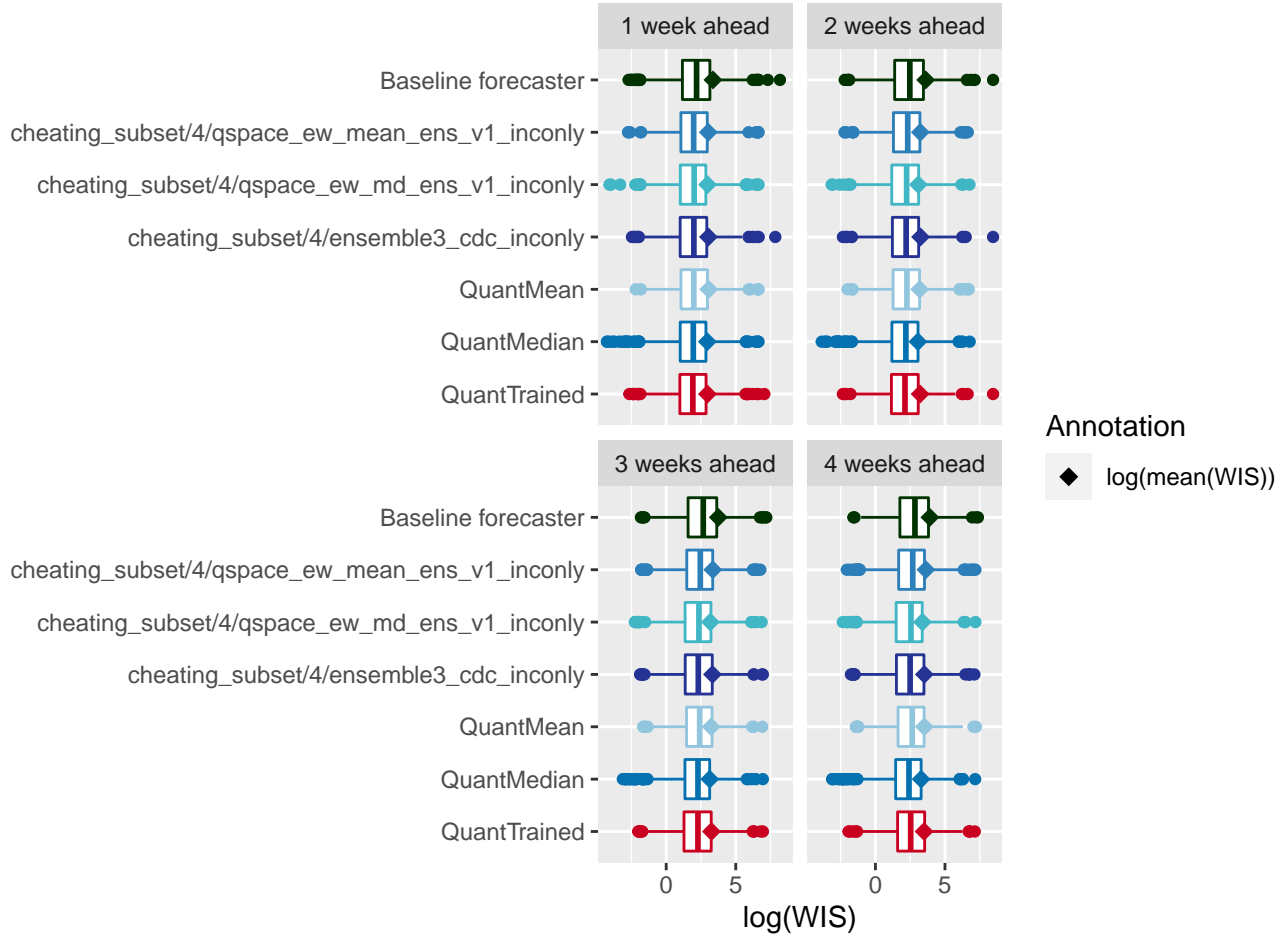 1 week ahead
2 weeks ahead
Baseline forecaster
cheating_subset/4/qspace_ew_mean_ens_v1_inconly
cheating_subset/4/qspace_ew_md_ens_v1_inconly
cheating_subset/4/ensemble3_cdc_inconly
QuantMean
QuantMedian
QuantTrained
3 weeks ahead
4 weeks ahead
Baseline forecaster
cheating_subset/4/qspace_ew_mean_ens_v1_inconly
cheating_subset/4/qspace_ew_md_ens_v1_inconly
cheating_subset/4/ensemble3_cdc_inconly
QuantMean
QuantMedian
QuantTrained
0 5
0 5
log(WIS)
Annotation
log(mean(WIS))